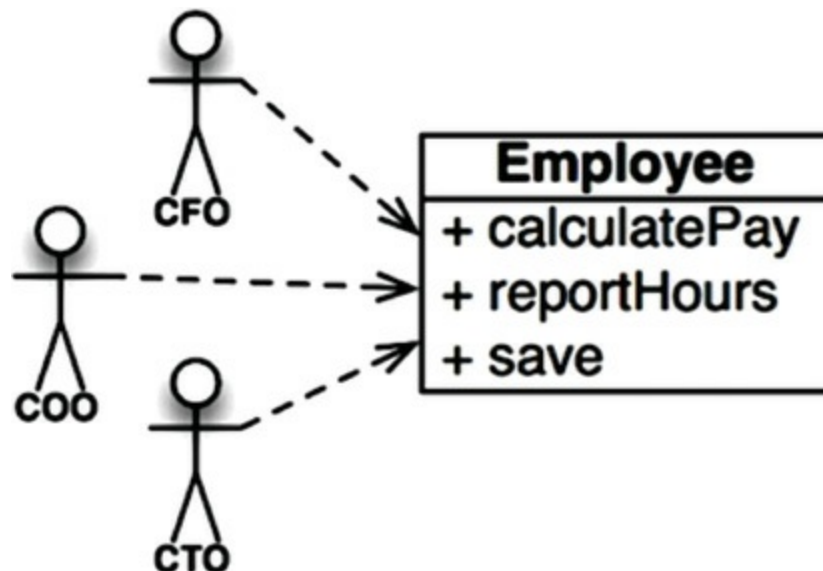 CFO
COO
CTO
Employee
+ calculatePay
+ reportHours
+ save